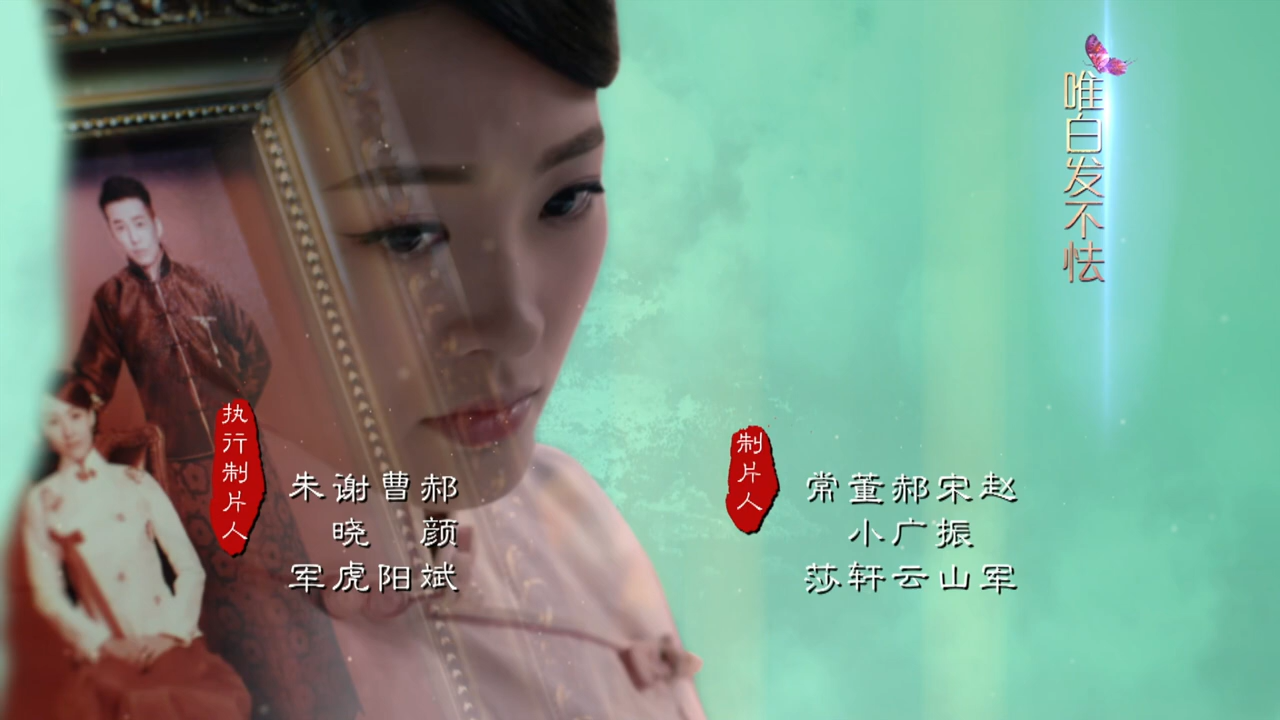 唯白发不怯
执行制片人
朱军
谢晓虎
曹阳
郝颜斌
制片人
常莎
董小轩
郝广云
宋振山
赵军